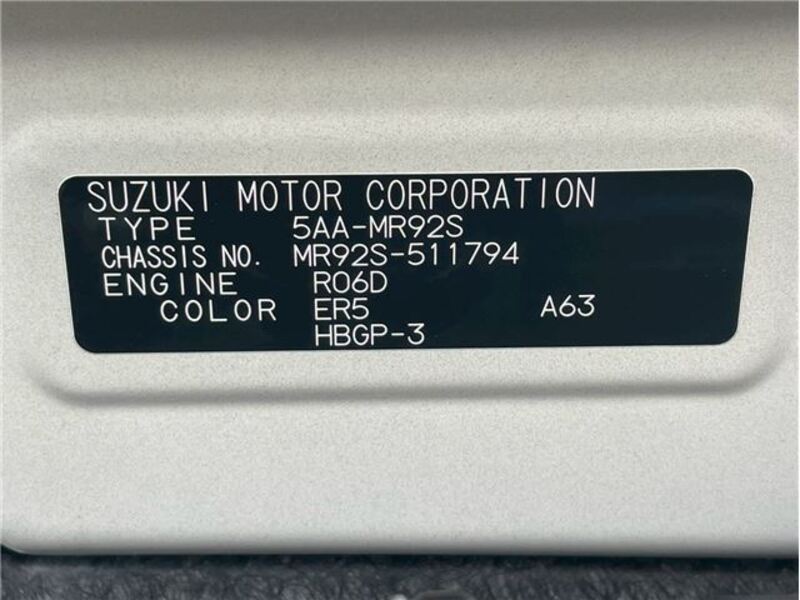 SUZUKI MOTOR CORPORATION
TYPE 5AA-MR92S
CHASSIS NO. MR92S-511794
ENGINE R06D
COLOR ER5 A63
HBGP-3